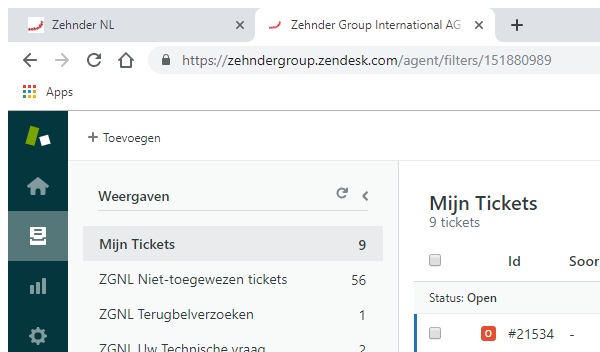 Zehnder NL
Zehnder Group International AG
https://zehndergroup.zendesk.com/agent/filters/151880989
Apps
+ Toevoegen
Weergaven
Mijn Tickets 9
ZGNL Niet-toegewezen tickets 56
ZGNL Terugbelverzoeken 1
ZGNL Uw Technische vraag 2
Mijn Tickets
9 tickets
Id Soor
Status: Open
O #21534 -